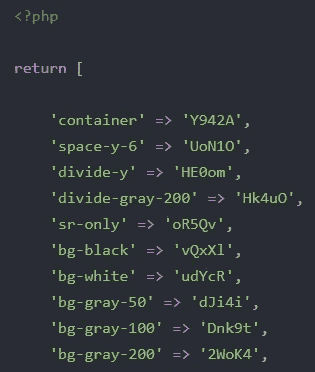 <?php
return [
'container' => 'Y942A',
'space-y-6' => 'UoN1O',
'divide-y' => 'HE0om',
'divide-gray-200' => 'Hk4uO',
'sr-only' => 'oR5Qv',
'bg-black' => 'vQxXl',
'bg-white' => 'udYcR',
'bg-gray-50' => 'dJi4i',
'bg-gray-100' => 'Dnk9t',
'bg-gray-200' => '2WoK4',